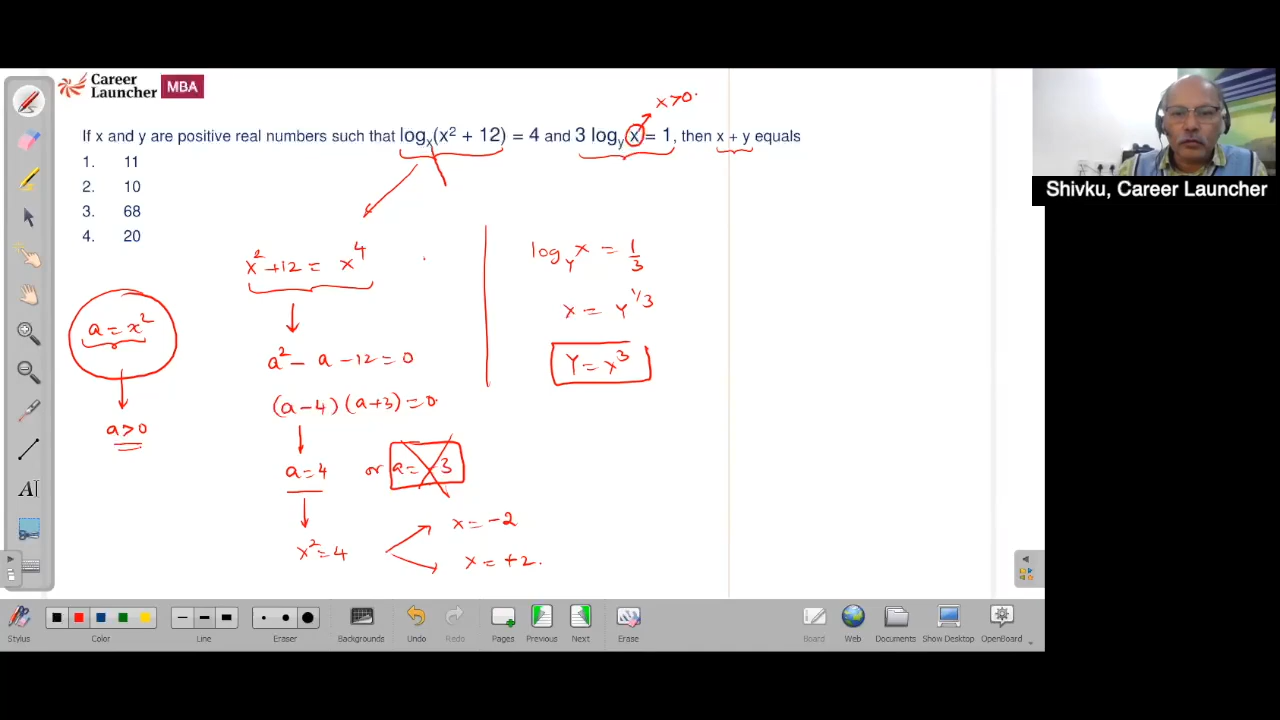 Career
Launcher MBA
If x and y are positive real numbers such that logₓ(x² + 12) = 4 and 3 logᵧ x = 1, then x + y equals
x>0.
1. 11
2. 10
3. 68
4. 20
Shivku, Career Launcher
x² + 12 = x⁴
a = x²
a² - a - 12 = 0
(a-4) (a+3) = 0
a>0
a=4 or a= -3
x² = 4
x = -2
x = +2.
logᵧ x = 1/3
x = y^1/3
Y = x³
Stylus
Color
Line
Eraser
Backgrounds
Undo
Redo
Pages
Previous
Next
Erase
Board
Web
Documents
Show Desktop
OpenBoard